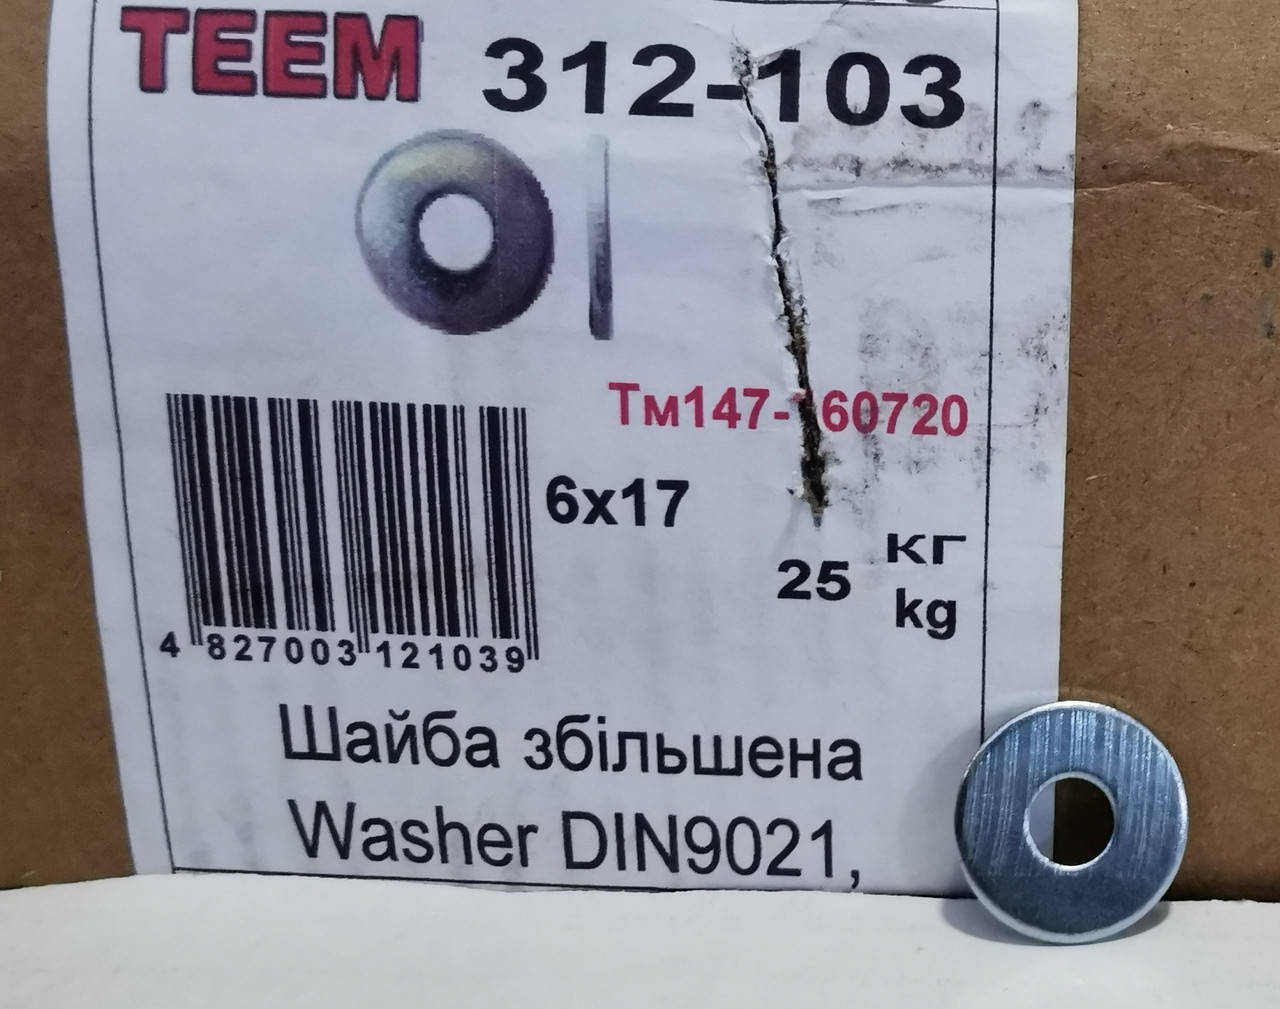 TEEM 312-103
6x17
25 кг
kg
4 827003 121039
Шайба збільшена
Washer DIN9021,